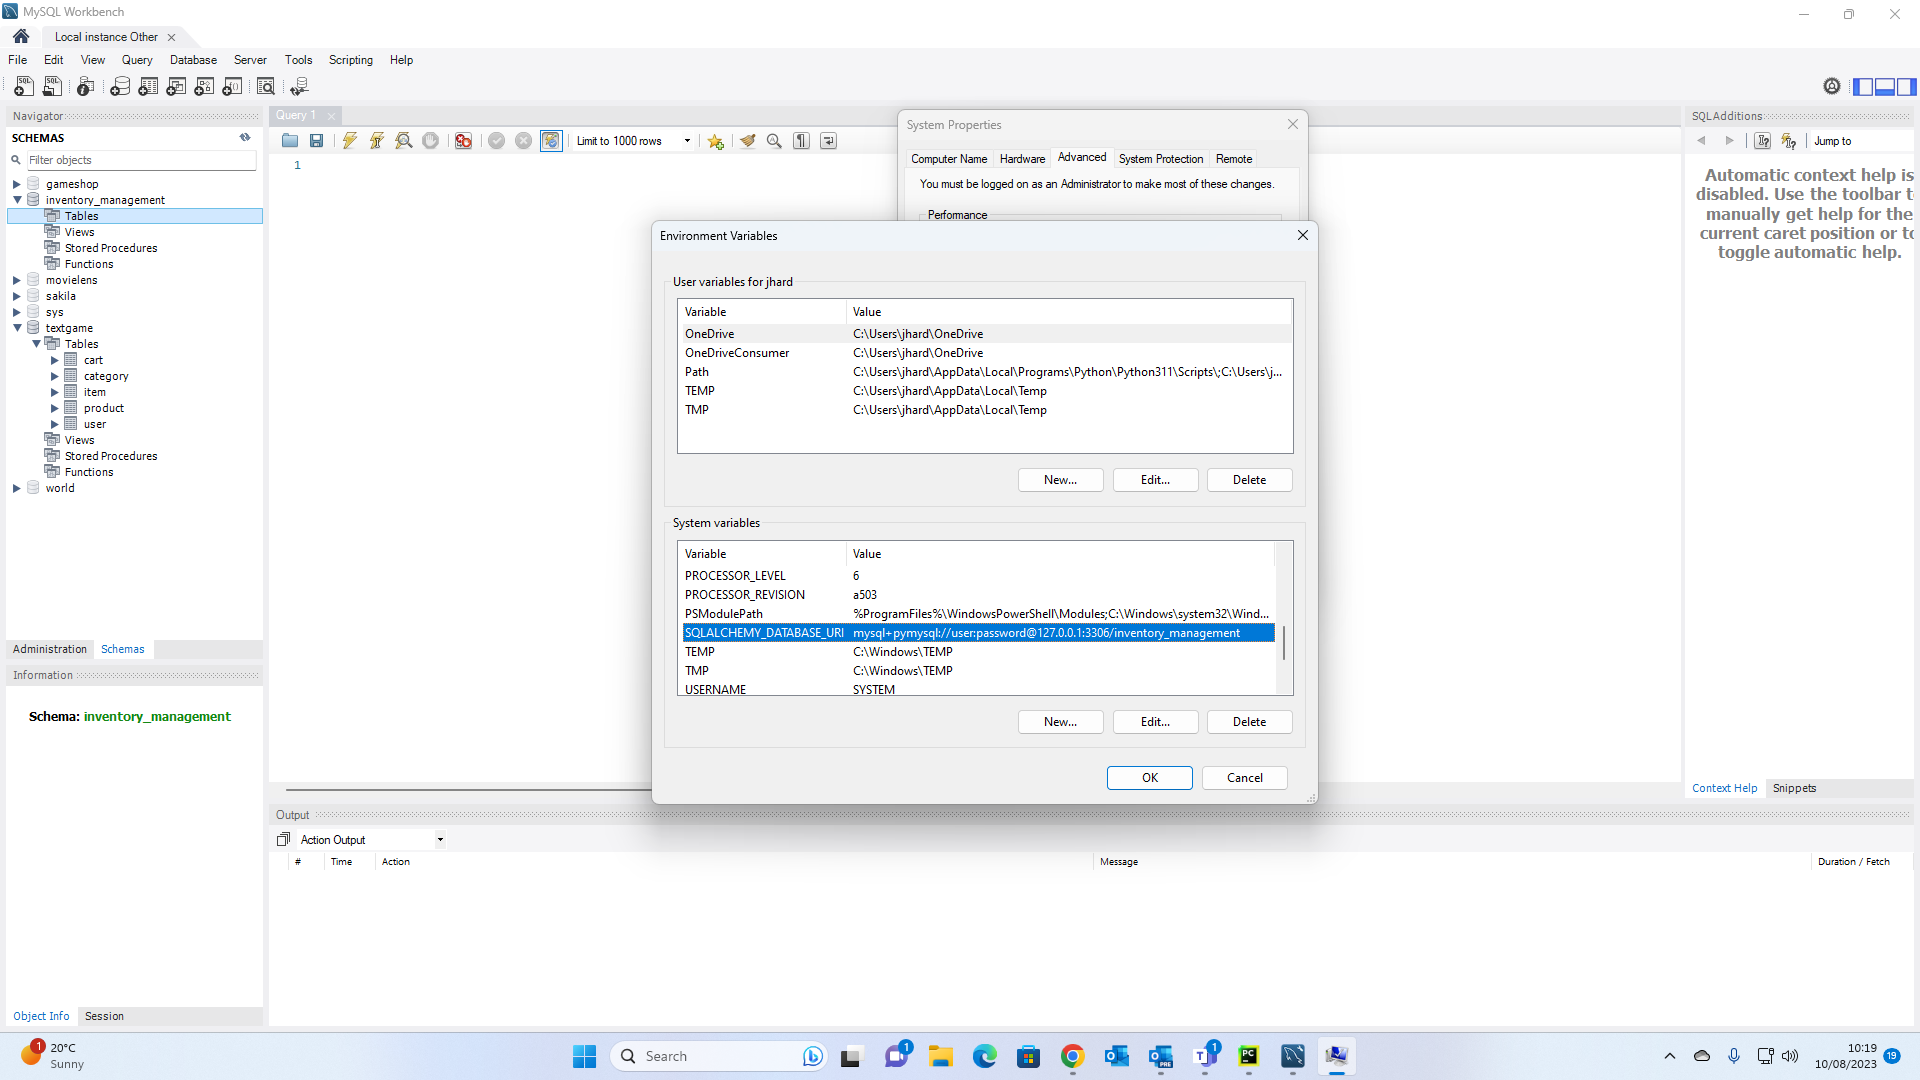 MySQL Workbench
Local instance Other
File Edit View Query Database Server Tools Scripting Help
Navigator
SCHEMAS
Filter objects
gameshop
inventory_management
Tables
Views
Stored Procedures
Functions
movielens
sakila
sys
textgame
Tables
cart
category
item
product
user
Views
Stored Procedures
Functions
world
Administration Schemas
Information
Schema: inventory_management
Object Info Session
Query 1
Limit to 1000 rows
1
System Properties
Computer Name Hardware Advanced System Protection Remote
You must be logged on as an Administrator to make most of these changes.
Performance
Environment Variables
User variables for jhard
Variable Value
OneDrive C:\Users\jhard\OneDrive
OneDriveConsumer C:\Users\jhard\OneDrive
Path C:\Users\jhard\AppData\Local\Programs\Python\Python311\Scripts\;C:\Users\j...
TEMP C:\Users\jhard\AppData\Local\Temp
TMP C:\Users\jhard\AppData\Local\Temp
New... Edit... Delete
System variables
Variable Value
PROCESSOR_LEVEL 6
PROCESSOR_REVISION a503
PSModulePath %ProgramFiles%\WindowsPowerShell\Modules;C:\Windows\system32\Wind...
SQLALCHEMY_DATABASE_URI mysql+pymysql://user:password@127.0.0.1:3306/inventory_management
TEMP C:\Windows\TEMP
TMP C:\Windows\TEMP
USERNAME SYSTEM
New... Edit... Delete
OK Cancel
SQLAdditions
Jump to
Automatic context help is
disabled. Use the toolbar t
manually get help for the
current caret position or to
toggle automatic help.
Context Help Snippets
Output
Action Output
# Time Action Message Duration / Fetch
1
20°C
Sunny
Search
1
PRE
1
PC
10:19
10/08/2023
19